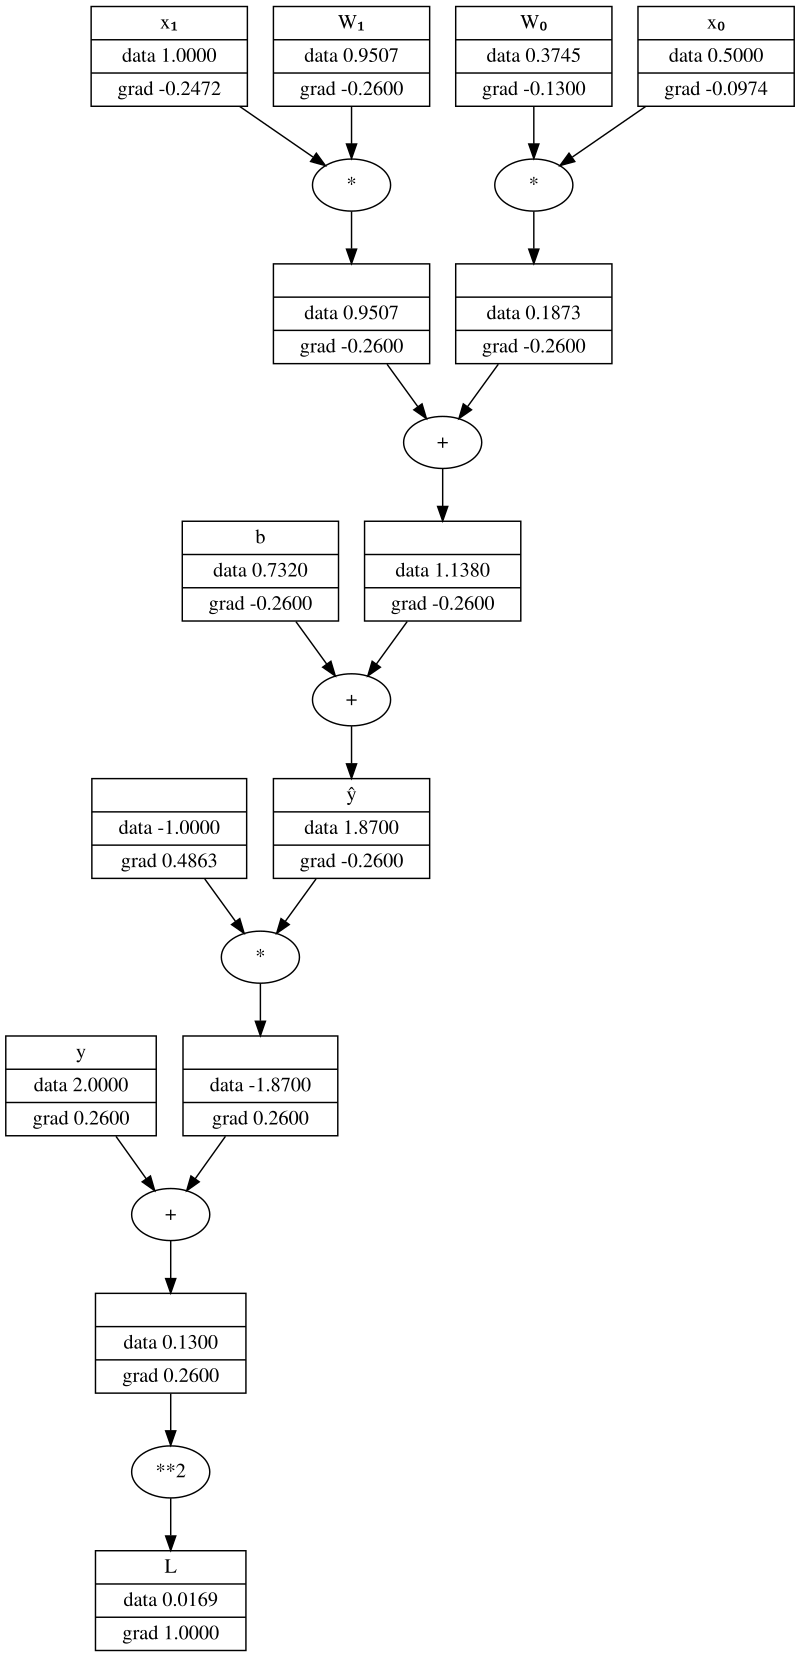 x₁
data 1.0000
grad -0.2472
W₁
data 0.9507
grad -0.2600
W₀
data 0.3745
grad -0.1300
x₀
data 0.5000
grad -0.0974
*
*
data 0.9507
grad -0.2600
data 0.1873
grad -0.2600
+
b
data 0.7320
grad -0.2600
data 1.1380
grad -0.2600
+
data -1.0000
grad 0.4863
ŷ
data 1.8700
grad -0.2600
*
y
data 2.0000
grad 0.2600
data -1.8700
grad 0.2600
+
data 0.1300
grad 0.2600
**2
L
data 0.0169
grad 1.0000